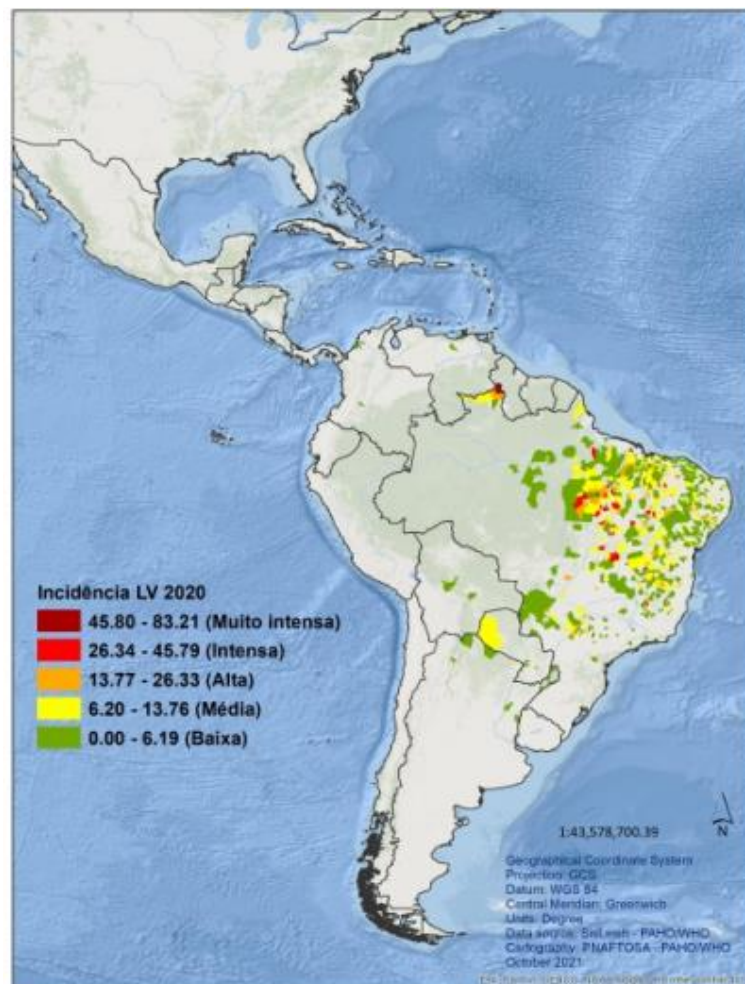 Incidência LV 2020
45.80 - 83.21 (Muito intensa)
26.34 - 45.79 (Intensa)
13.77 - 26.33 (Alta)
6.20 - 13.76 (Média)
0.00 - 6.19 (Baixa)
1:43,578,700.39
N
Geographical Coordinate System
Projection: GCS
Datum: WGS 84
Central Meridian: Greenwich
Units: Degree
Data source: SisLeish - PAHO/WHO
Cartography: PNAFTOSA - PAHO/WHO
October 2021